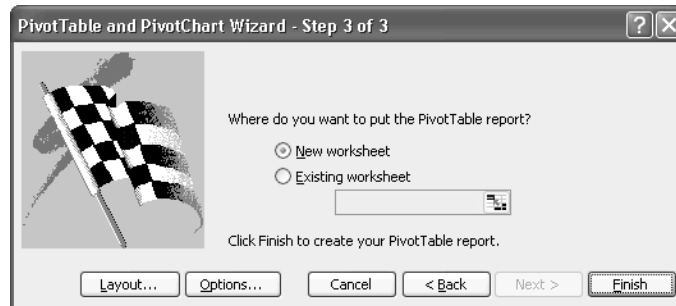 PivotTable and PivotChart Wizard - Step 3 of 3
Where do you want to put the PivotTable report?
New worksheet
Existing worksheet
Click Finish to create your PivotTable report.
Layout... Options... Cancel < Back Next > Finish